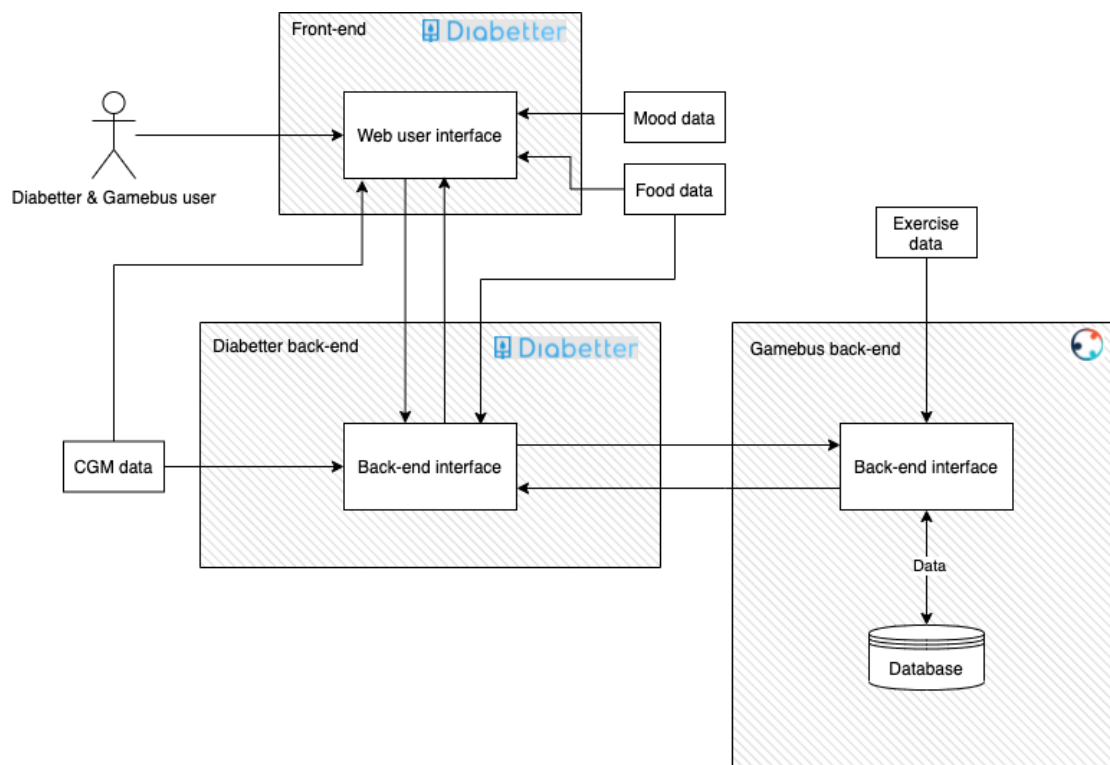 Front-end
Diabetter
Web user interface
Mood data
Food data
Diabetter & Gamebus user
Exercise
data
Diabetter back-end
Diabetter
Gamebus back-end
CGM data
Back-end interface
Back-end interface
Data
Database